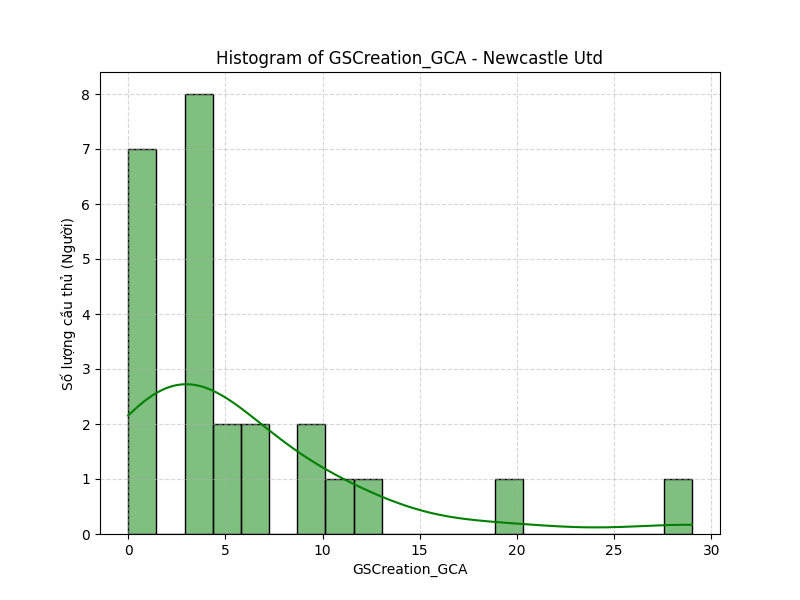 Histogram of GSCreation_GCA - Newcastle Utd
Số lượng cầu thủ (Người)
8
7
6
5
4
3
2
1
0
0 5 10 15 20 25 30
GSCreation_GCA